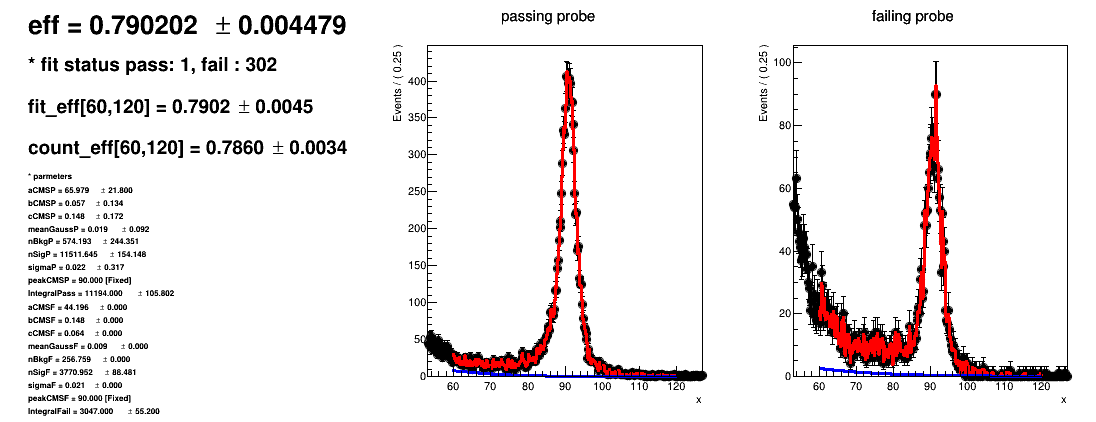 eff = 0.790202 ± 0.004479
* fit status pass: 1, fail : 302
fit_eff[60,120] = 0.7902 ± 0.0045
count_eff[60,120] = 0.7860 ± 0.0034
* parmeters
aCMSP = 65.979 ± 21.800
bCMSP = 0.057 ± 0.134
cCMSP = 0.148 ± 0.172
meanGaussP = 0.019 ± 0.092
nBkgP = 574.193 ± 244.351
nSigP = 11511.645 ± 154.148
sigmaP = 0.022 ± 0.317
peakCMSP = 90.000 [Fixed]
IntegralPass = 11194.000 ± 105.802
aCMSF = 44.196 ± 0.000
bCMSF = 0.148 ± 0.000
cCMSF = 0.064 ± 0.000
meanGaussF = 0.009 ± 0.000
nBkgF = 256.759 ± 0.000
nSigF = 3770.952 ± 88.481
sigmaF = 0.021 ± 0.000
peakCMSF = 90.000 [Fixed]
IntegralFail = 3047.000 ± 55.200
passing probe
Events / ( 0.25 )
400
350
300
250
200
150
100
50
0
60 70 80 90 100 110 120
x
failing probe
Events / ( 0.25 )
100
80
60
40
20
0
60 70 80 90 100 110 120
x